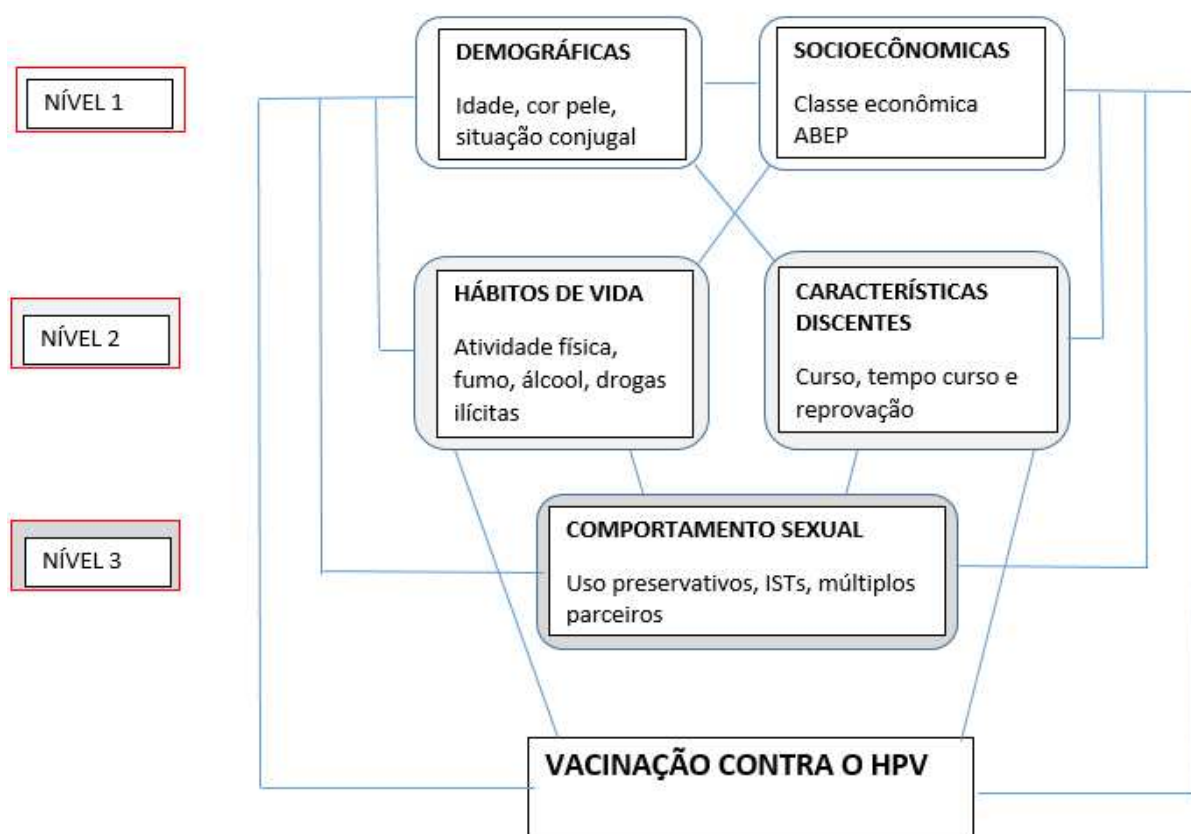 NÍVEL 1
DEMOGRÁFICAS
Idade, cor pele,
situação conjugal
SOCIOECÔNOMICAS
Classe econômica
ABEP
NÍVEL 2
HÁBITOS DE VIDA
Atividade física,
fumo, álcool, drogas
ilícitas
CARACTERÍSTICAS
DISCENTES
Curso, tempo curso e
reprovação
NÍVEL 3
COMPORTAMENTO SEXUAL
Uso preservativos, ISTs, múltiplos
parceiros
VACINAÇÃO CONTRA O HPV